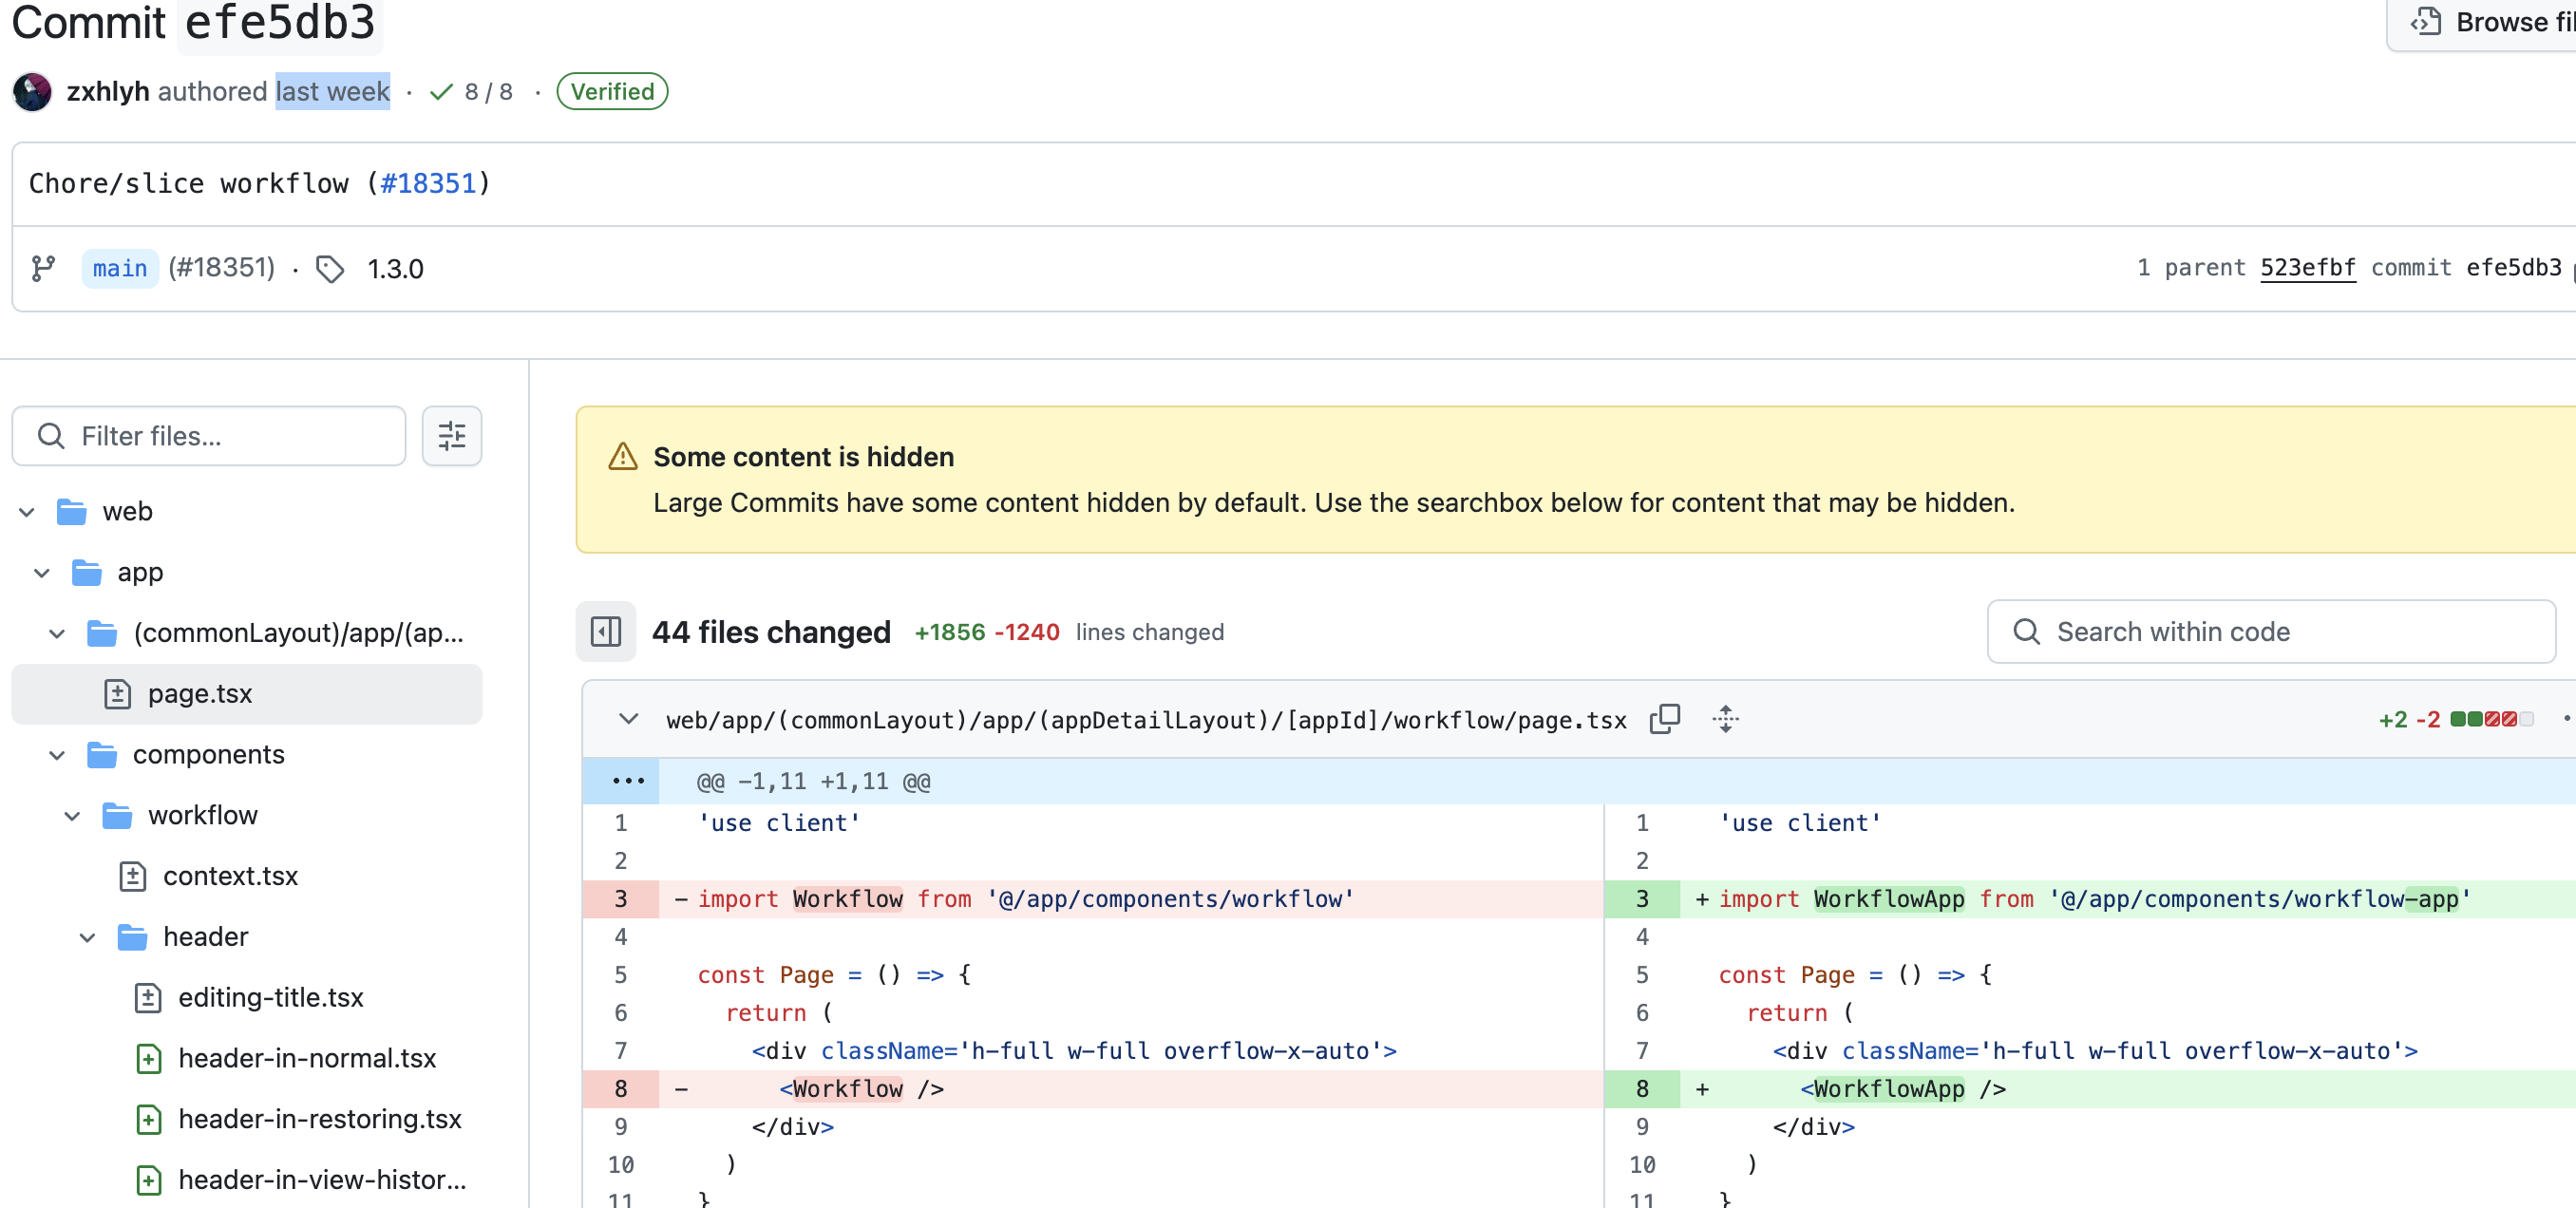 Commit efe5db3
Browse fi
zxhlyh authored last week · 8 / 8 · Verified
Chore/slice workflow (#18351)
main (#18351) · 1.3.0
1 parent 523efbf commit efe5db3
Filter files...
web
app
(commonLayout)/app/(ap...
page.tsx
components
workflow
context.tsx
header
editing-title.tsx
header-in-normal.tsx
header-in-restoring.tsx
header-in-view-histor...
Some content is hidden
Large Commits have some content hidden by default. Use the searchbox below for content that may be hidden.
44 files changed +1856 -1240 lines changed
Search within code
web/app/(commonLayout)/app/(appDetailLayout)/[appId]/workflow/page.tsx
+2 -2
@@ -1,11 +1,11 @@
1 'use client'
2
3 - import Workflow from '@/app/components/workflow'
4
5 const Page = () => {
6 return (
7 <div className='h-full w-full overflow-x-auto'>
8 - <Workflow />
9 </div>
10 )
11 }
1 'use client'
2
3 + import WorkflowApp from '@/app/components/workflow-app'
4
5 const Page = () => {
6 return (
7 <div className='h-full w-full overflow-x-auto'>
8 + <WorkflowApp />
9 </div>
10 )
11 }